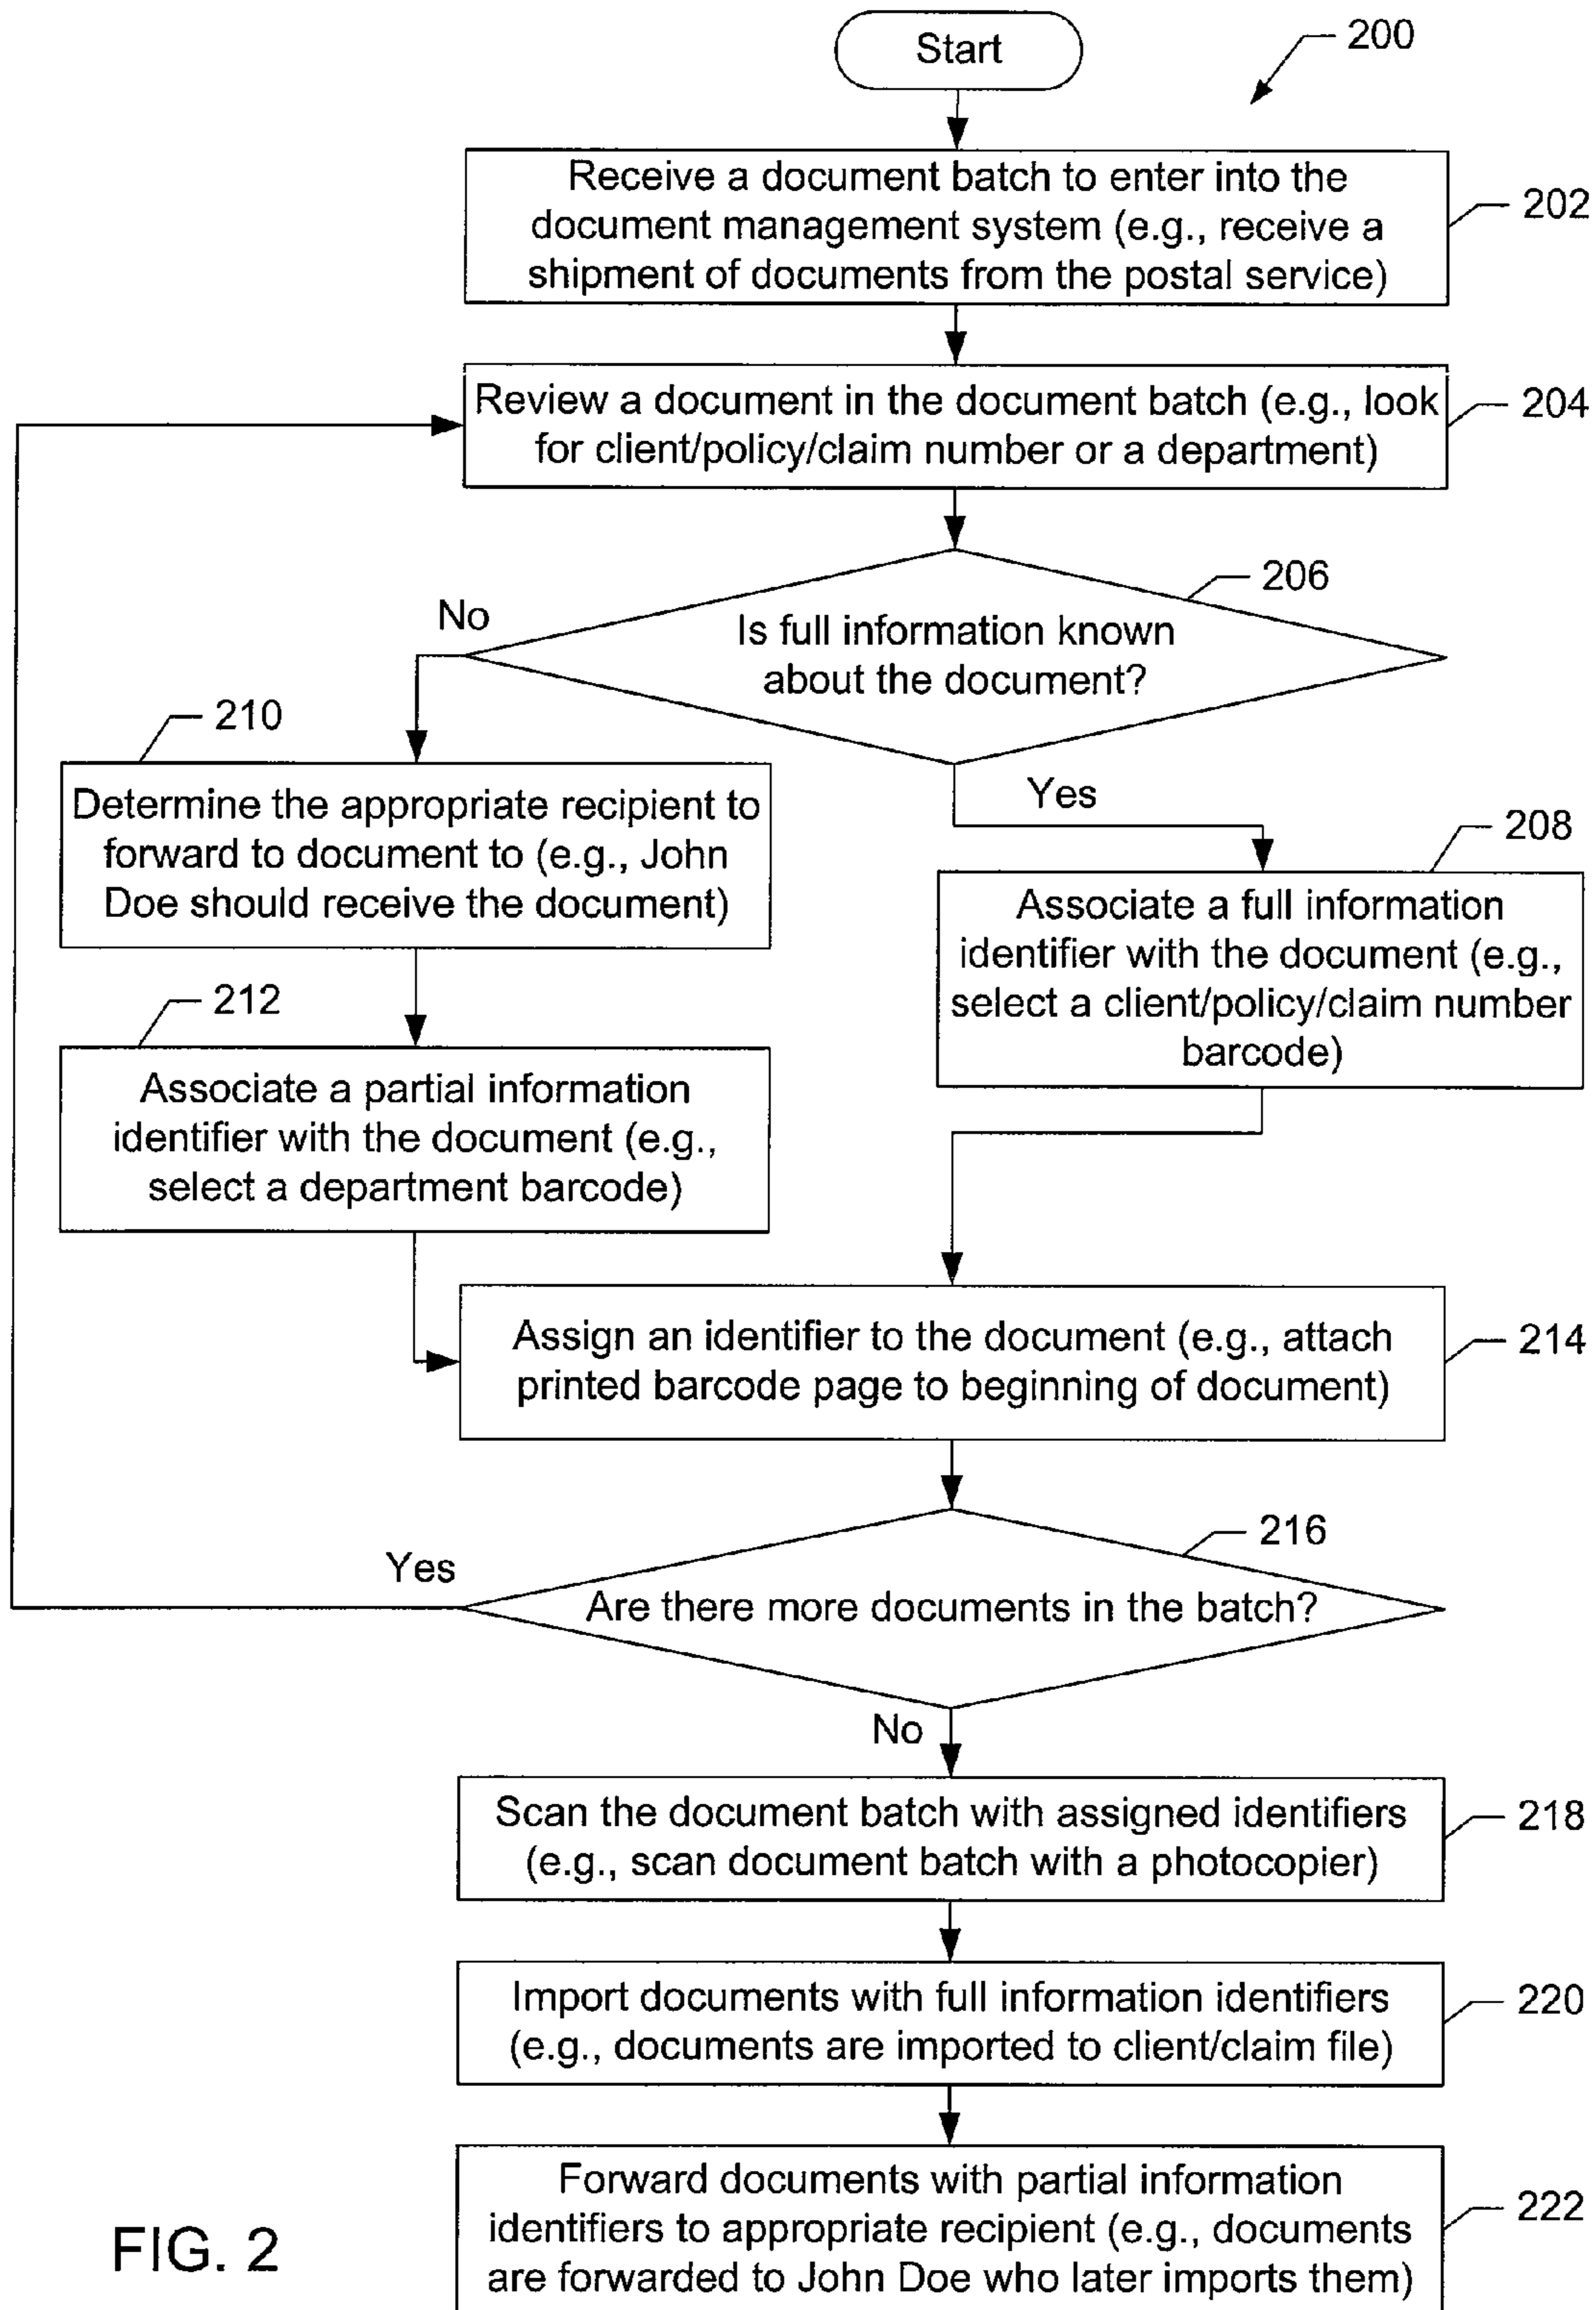 Start
200
Receive a document batch to enter into the
document management system (e.g., receive a
shipment of documents from the postal service)
202
Review a document in the document batch (e.g., look
for client/policy/claim number or a department)
204
206
No
Is full information known
about the document?
210
Yes
Determine the appropriate recipient to
forward to document to (e.g., John
Doe should receive the document)
208
Associate a full information
identifier with the document (e.g.,
select a client/policy/claim number
barcode)
212
Associate a partial information
identifier with the document (e.g.,
select a department barcode)
Assign an identifier to the document (e.g., attach
printed barcode page to beginning of document)
214
216
Yes
Are there more documents in the batch?
No
Scan the document batch with assigned identifiers
(e.g., scan document batch with a photocopier)
218
Import documents with full information identifiers
(e.g., documents are imported to client/claim file)
220
Forward documents with partial information
identifiers to appropriate recipient (e.g., documents
are forwarded to John Doe who later imports them)
222
FIG. 2